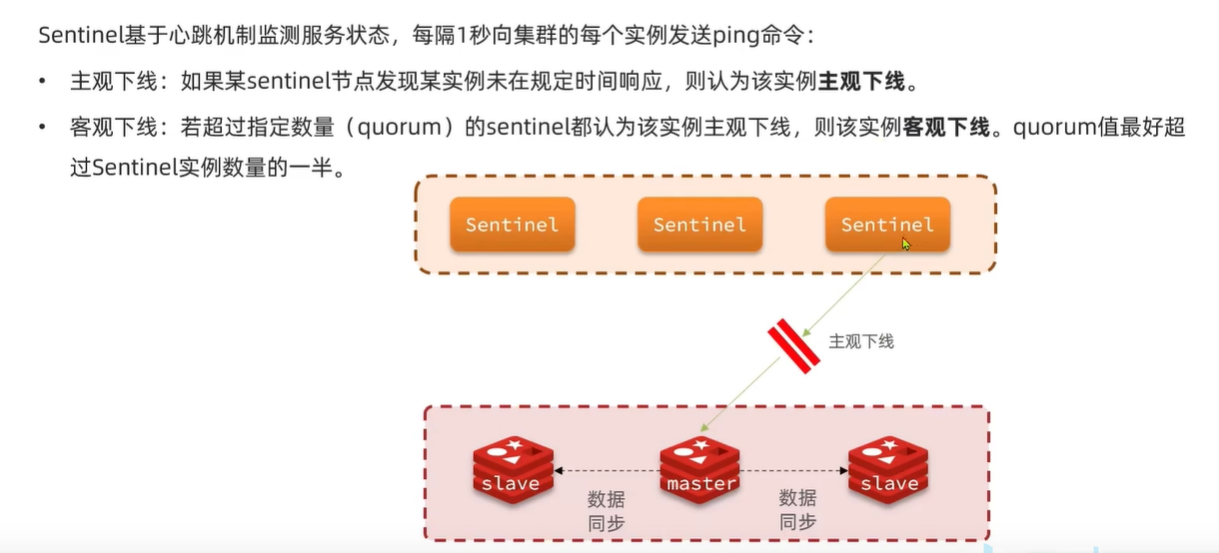 Sentinel基于心跳机制监测服务状态，每隔1秒向集群的每个实例发送ping命令：
• 主观下线：如果某sentinel节点发现某实例未在规定时间响应，则认为该实例主观下线。
• 客观下线：若超过指定数量（quorum）的sentinel都认为该实例主观下线，则该实例客观下线。quorum值最好超
过Sentinel实例数量的一半。
Sentinel
Sentinel
Sentinel
主观下线
slave
master
slave
数据
同步
数据
同步